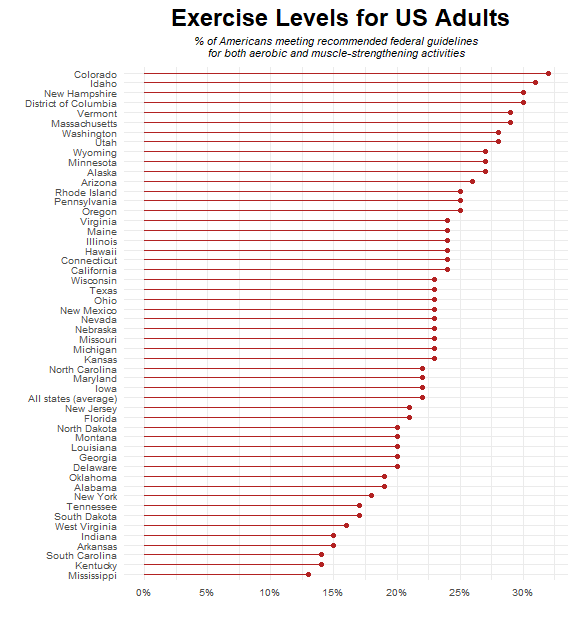 Exercise Levels for US Adults
% of Americans meeting recommended federal guidelines
for both aerobic and muscle-strengthening activities
Colorado
Idaho
New Hampshire
District of Columbia
Vermont
Massachusetts
Washington
Utah
Wyoming
Minnesota
Alaska
Arizona
Rhode Island
Pennsylvania
Oregon
Virginia
Maine
Illinois
Hawaii
Connecticut
California
Wisconsin
Texas
Ohio
New Mexico
Nevada
Nebraska
Missouri
Michigan
Kansas
North Carolina
Maryland
Iowa
All states (average)
New Jersey
Florida
North Dakota
Montana
Louisiana
Georgia
Delaware
Oklahoma
Alabama
New York
Tennessee
South Dakota
West Virginia
Indiana
Arkansas
South Carolina
Kentucky
Mississippi
0% 5% 10% 15% 20% 25% 30%